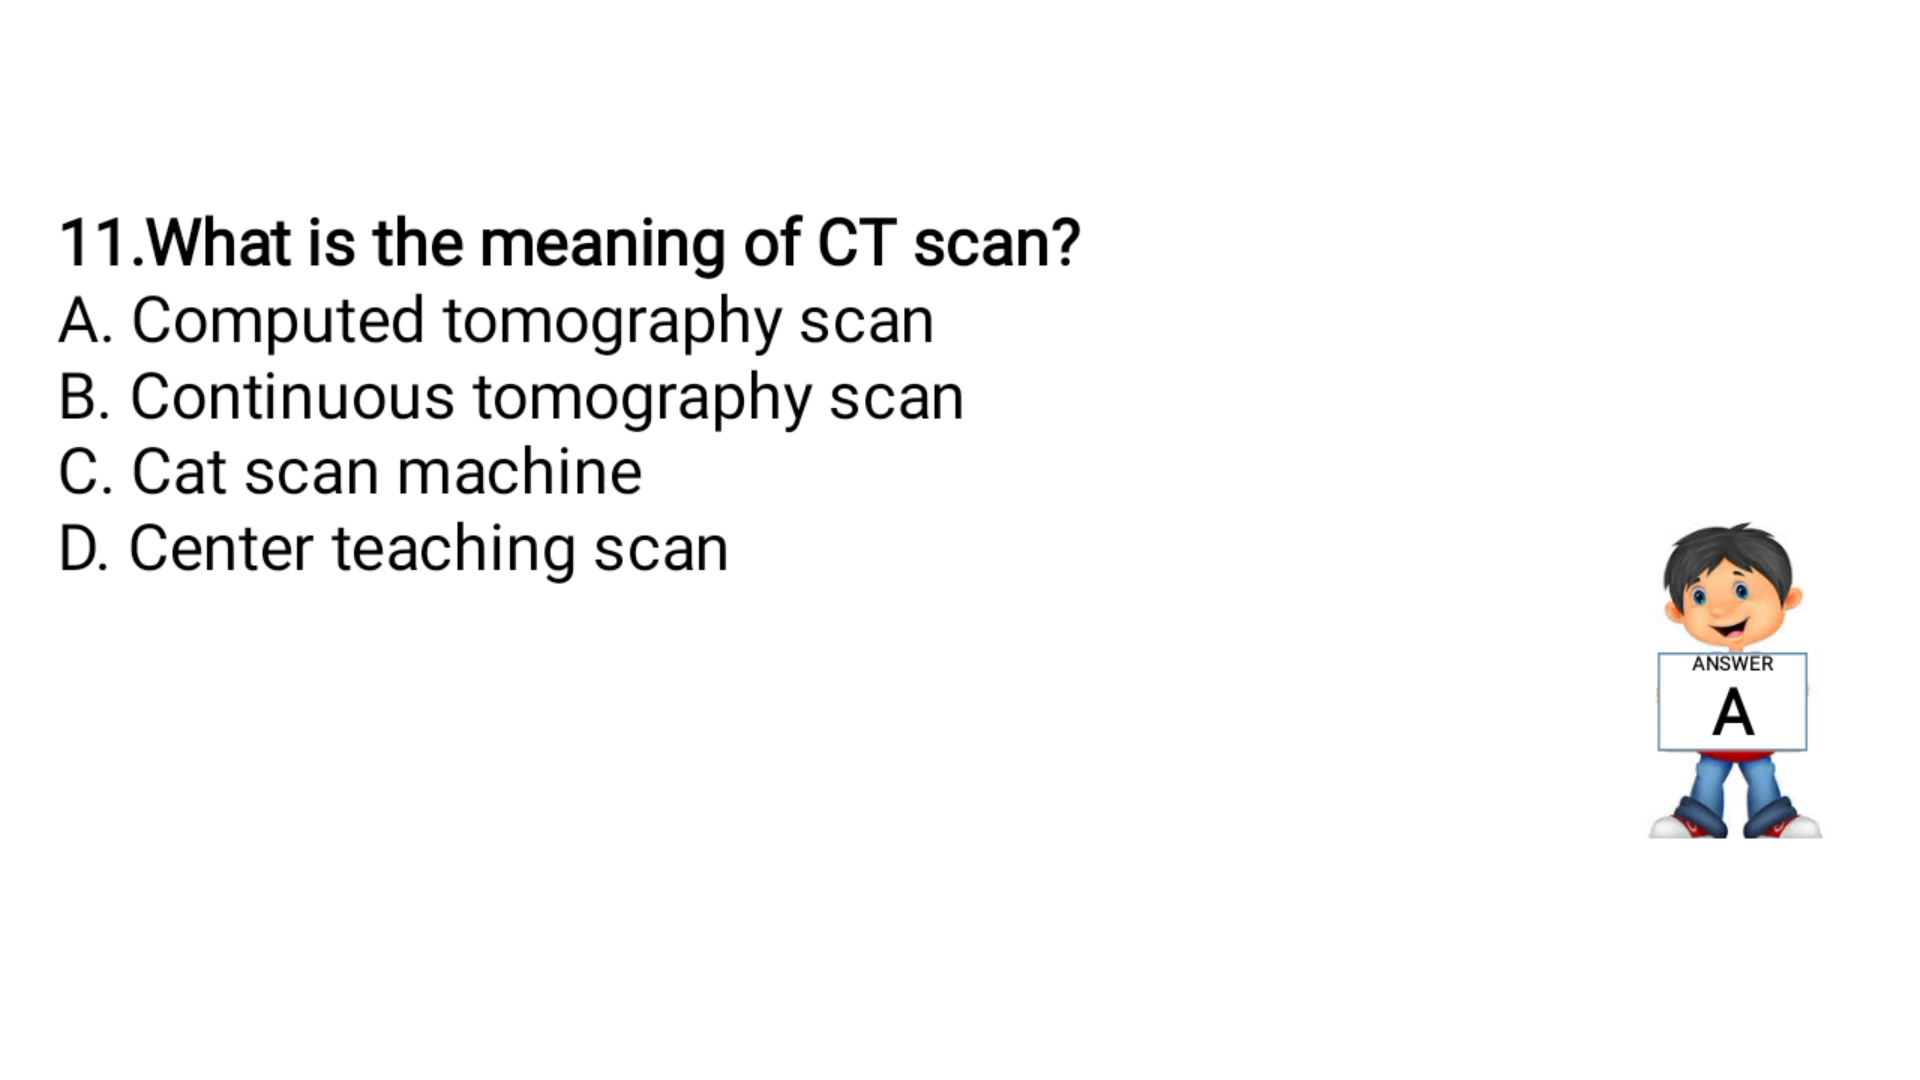 11.What is the meaning of CT scan?
A. Computed tomography scan
B. Continuous tomography scan
C. Cat scan machine
D. Center teaching scan
ANSWER
A